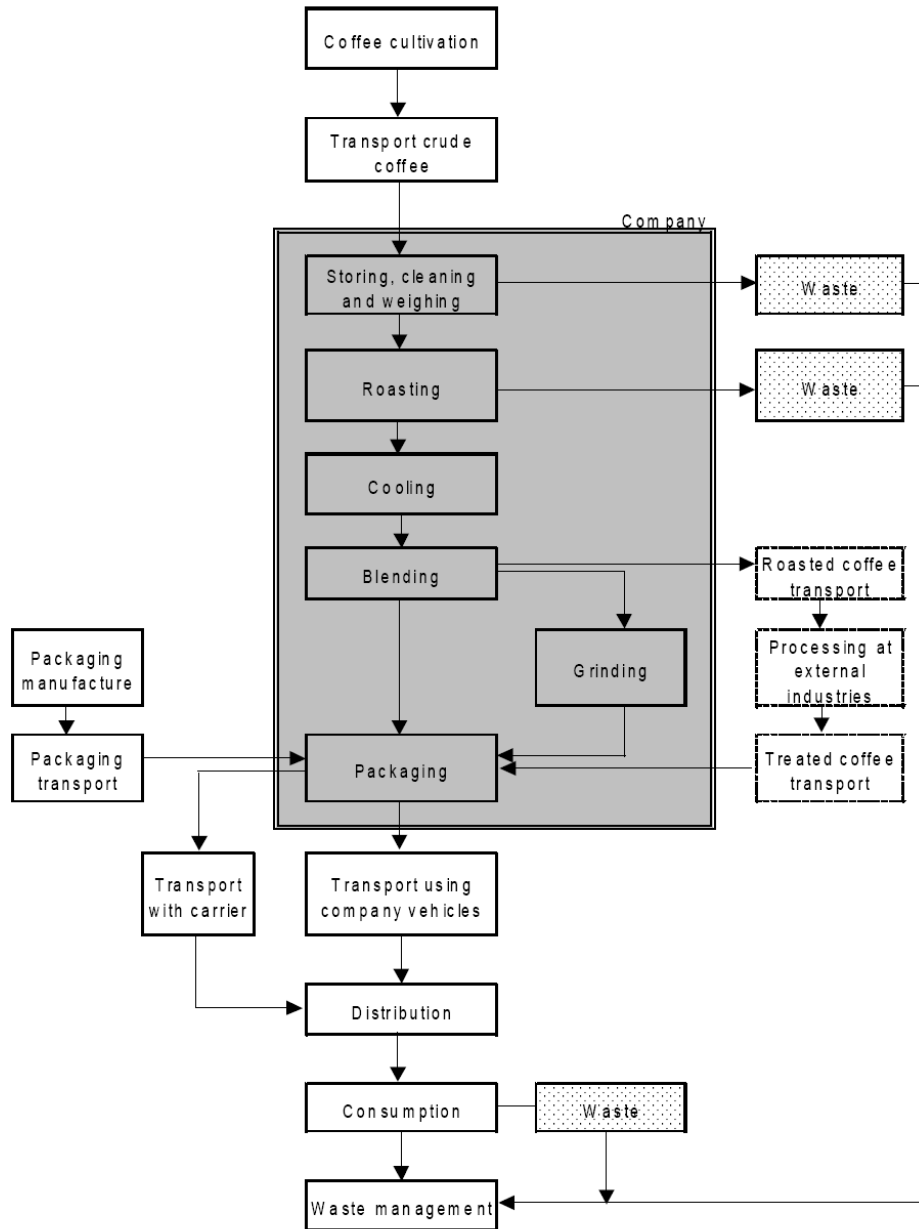 Coffee cultivation
Transport crude
coffee
Company
Storing, cleaning
and weighing
Waste
Roasting
Waste
Cooling
Blending
Roasted coffee
transport
Packaging
manufacture
Grinding
Processing at
external
industries
Packaging
transport
Packaging
Treated coffee
transport
Transport
with carrier
Transport using
company vehicles
Distribution
Consumption
Waste
Waste management